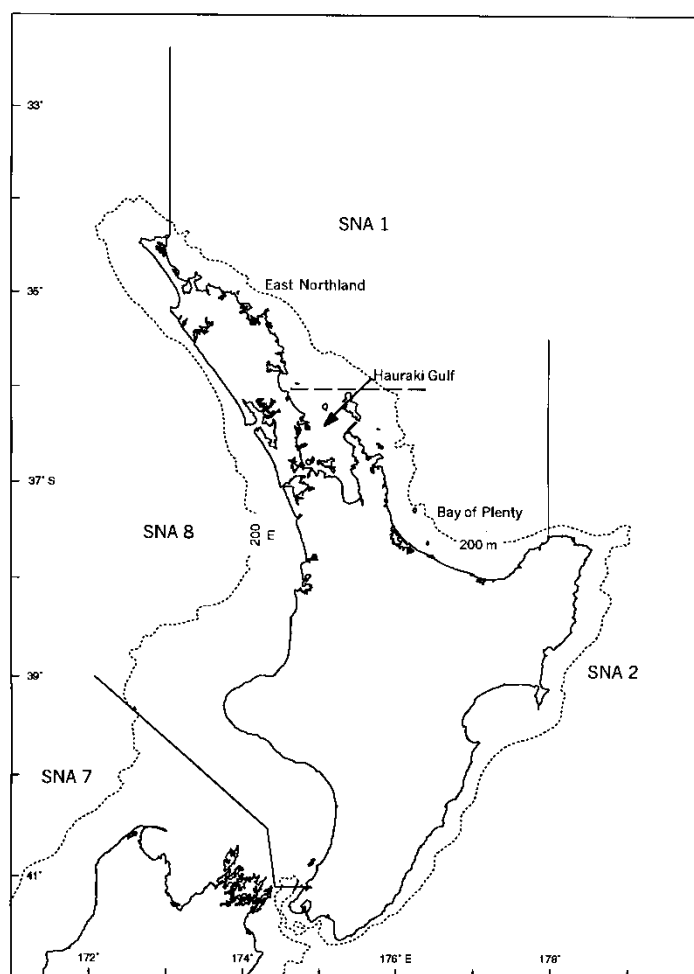 33°
SNA 1
East Northland
35°
Hauraki Gulf
37° S
Bay of Plenty
SNA 8
200 m
200 m
39°
SNA 2
SNA 7
41°
172°
174°
176° E
178°